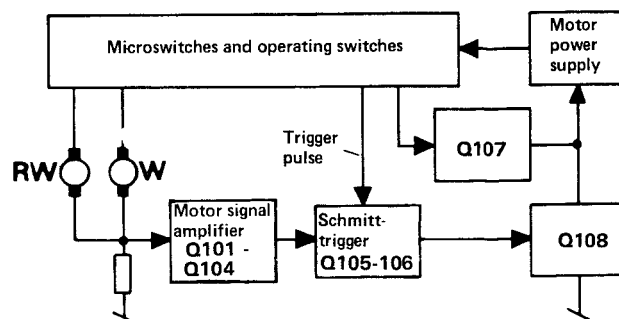 Microswitches and operating switches
Motor
power
supply
Trigger
pulse
Q107
RW
W
Motor signal
amplifier
Q101 -
Q104
Schmitt-
trigger
Q105-106
Q108